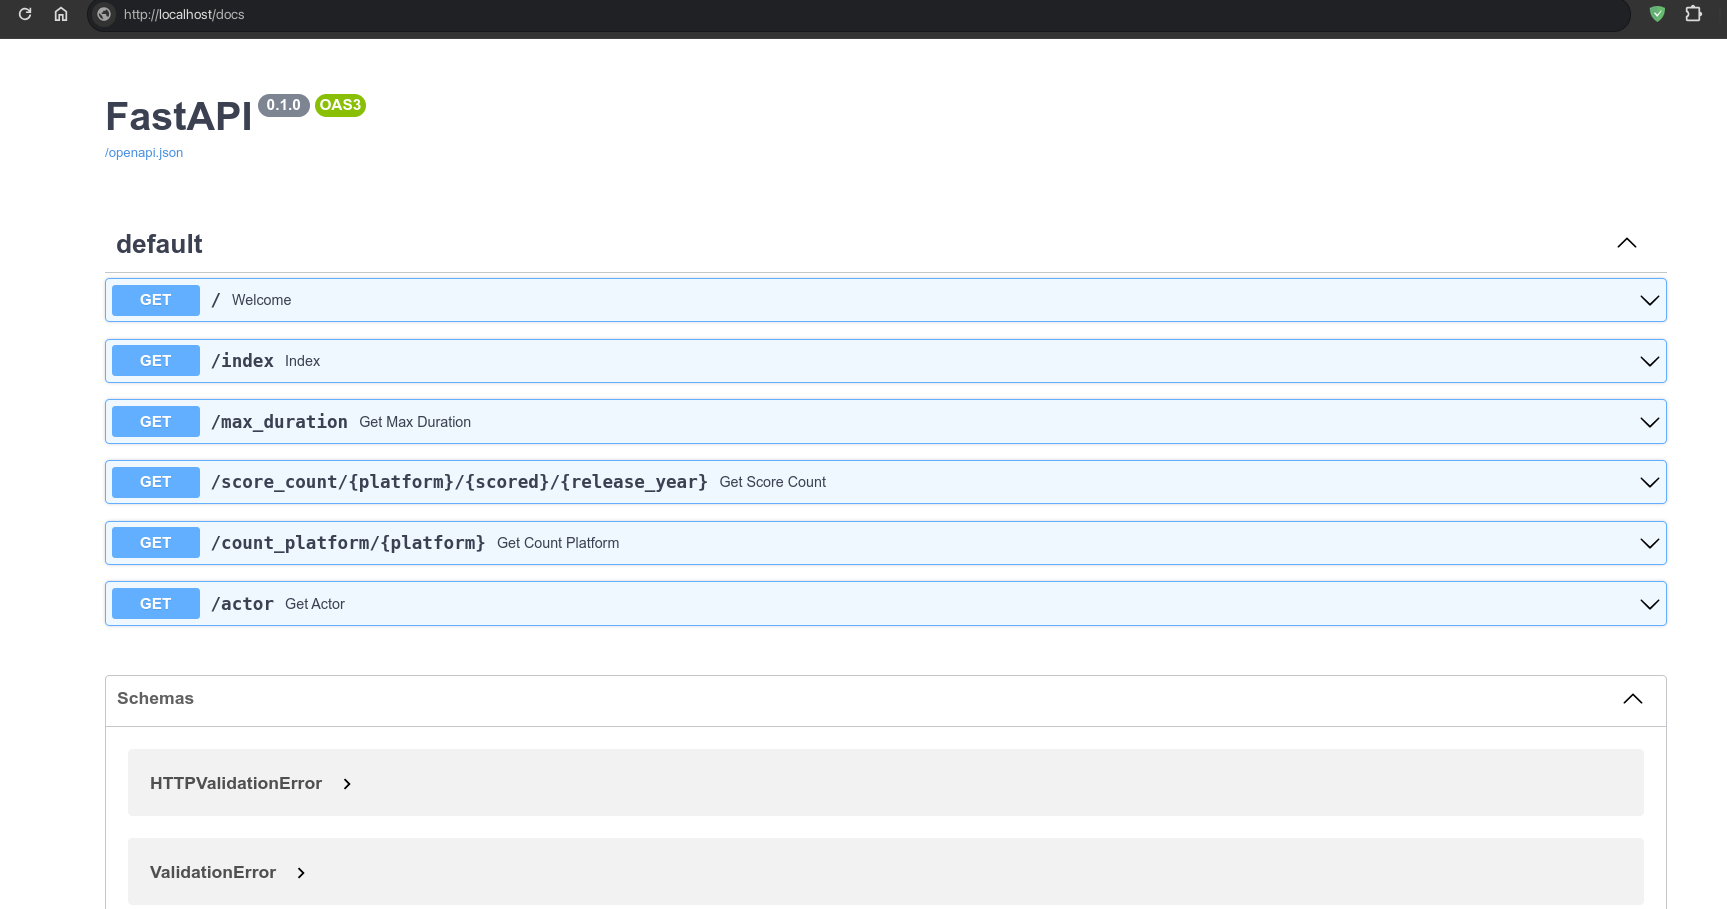 http://localhost/docs
FastAPI 0.1.0 OAS3
/openapi.json
default
GET / Welcome
GET /index Index
GET /max_duration Get Max Duration
GET /score_count/{platform}/{scored}/{release_year} Get Score Count
GET /count_platform/{platform} Get Count Platform
GET /actor Get Actor
Schemas
HTTPValidationError
ValidationError